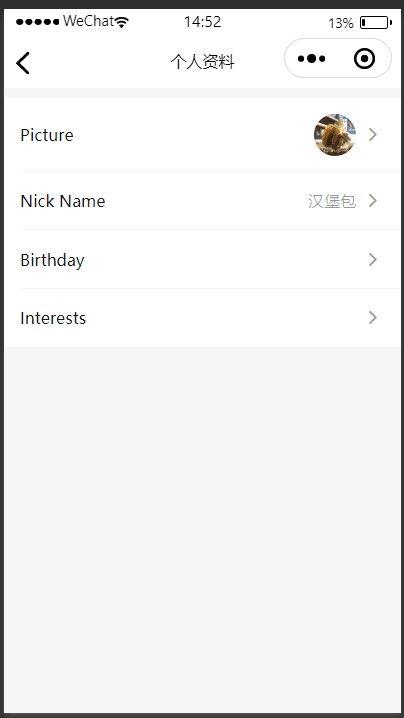 WeChat 14:52 13%
个人资料
Picture
Nick Name 汉堡包
Birthday
Interests